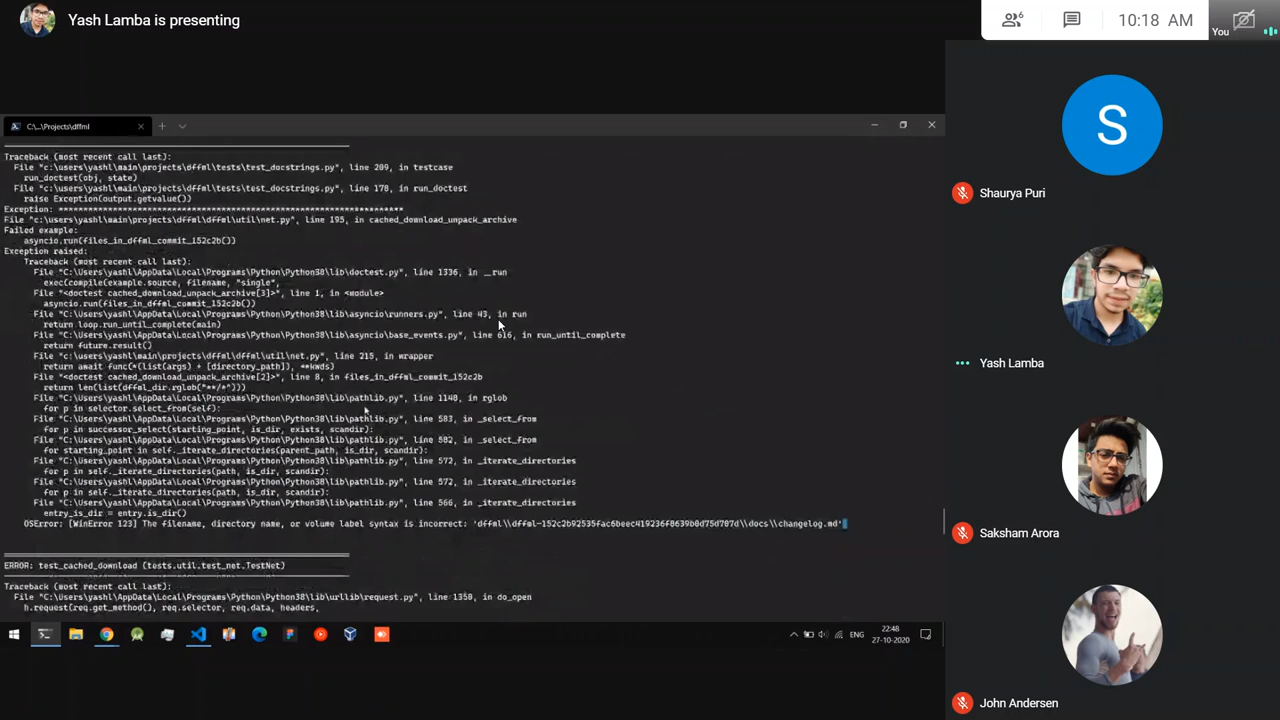 Yash Lamba is presenting
6
10:18 AM
You
C:\...\Projects\dffml
Traceback (most recent call last):
File "c:\users\yashl\main\projects\dffml\tests\test_docstrings.py", line 209, in testcase
run_doctest(obj, state)
File "c:\users\yashl\main\projects\dffml\tests\test_docstrings.py", line 178, in run_doctest
raise Exception(output.getvalue())
Exception: **********************************************************************
File "c:\users\yashl\main\projects\dffml\dffml\util\net.py", line 195, in cached_download_unpack_archive
Failed example:
asyncio.run(files_in_dffml_commit_152c2b())
Exception raised:
Traceback (most recent call last):
File "C:\Users\yashl\AppData\Local\Programs\Python\Python38\lib\doctest.py", line 1336, in __run
exec(compile(example.source, filename, "single",
File "<doctest cached_download_unpack_archive[3]>", line 1, in <module>
asyncio.run(files_in_dffml_commit_152c2b())
File "C:\Users\yashl\AppData\Local\Programs\Python\Python38\lib\asyncio\runners.py", line 43, in run
return loop.run_until_complete(main)
File "C:\Users\yashl\AppData\Local\Programs\Python\Python38\lib\asyncio\base_events.py", line 616, in run_until_complete
return future.result()
File "c:\users\yashl\main\projects\dffml\dffml\util\net.py", line 215, in wrapper
return await func(*(list(args) + [directory_path]), **kwds)
File "<doctest cached_download_unpack_archive[2]>", line 8, in files_in_dffml_commit_152c2b
return len(list(dffml_dir.rglob("**/*")))
File "C:\Users\yashl\AppData\Local\Programs\Python\Python38\lib\pathlib.py", line 1148, in rglob
for p in selector.select_from(self):
File "C:\Users\yashl\AppData\Local\Programs\Python\Python38\lib\pathlib.py", line 583, in _select_from
for p in successor_select(starting_point, is_dir, exists, scandir):
File "C:\Users\yashl\AppData\Local\Programs\Python\Python38\lib\pathlib.py", line 582, in _select_from
for starting_point in self._iterate_directories(parent_path, is_dir, scandir):
File "C:\Users\yashl\AppData\Local\Programs\Python\Python38\lib\pathlib.py", line 572, in _iterate_directories
for p in self._iterate_directories(path, is_dir, scandir):
File "C:\Users\yashl\AppData\Local\Programs\Python\Python38\lib\pathlib.py", line 572, in _iterate_directories
for p in self._iterate_directories(path, is_dir, scandir):
File "C:\Users\yashl\AppData\Local\Programs\Python\Python38\lib\pathlib.py", line 566, in _iterate_directories
entry_is_dir = entry.is_dir()
OSError: [WinError 123] The filename, directory name, or volume label syntax is incorrect: 'dffml\\dffml-152c2b92535fac6beec419236f8639b0d75d707d\\docs\\changelog.md'
ERROR: test_cached_download (tests.util.test_net.TestNet)
Traceback (most recent call last):
File "C:\Users\yashl\AppData\Local\Programs\Python\Python38\lib\urllib\request.py", line 1350, in do_open
h.request(req.get_method(), req.selector, req.data, headers,
ENG
22:48
27-10-2020
S
Shaurya Puri
Yash Lamba
Saksham Arora
John Andersen